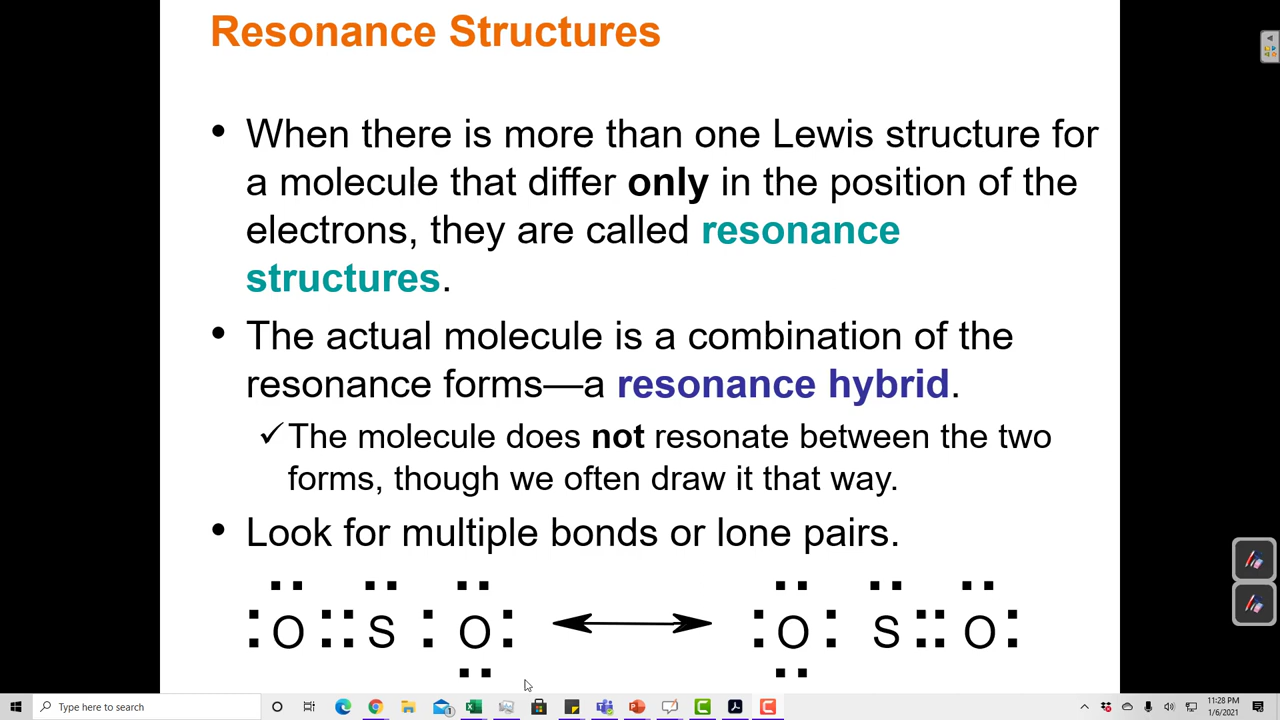 Resonance Structures
• When there is more than one Lewis structure for
a molecule that differ only in the position of the
electrons, they are called resonance
structures.
• The actual molecule is a combination of the
resonance forms—a resonance hybrid.
✓ The molecule does not resonate between the two
forms, though we often draw it that way.
• Look for multiple bonds or lone pairs.
O S O O S O
Type here to search
11:28 PM
1/6/2021